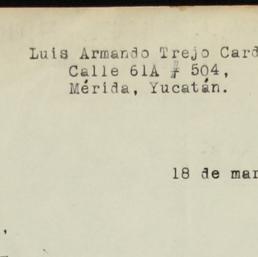 Luis Armando Trejo Card
Calle 61A # 504,
Mérida, Yucatán.
18 de mar
,